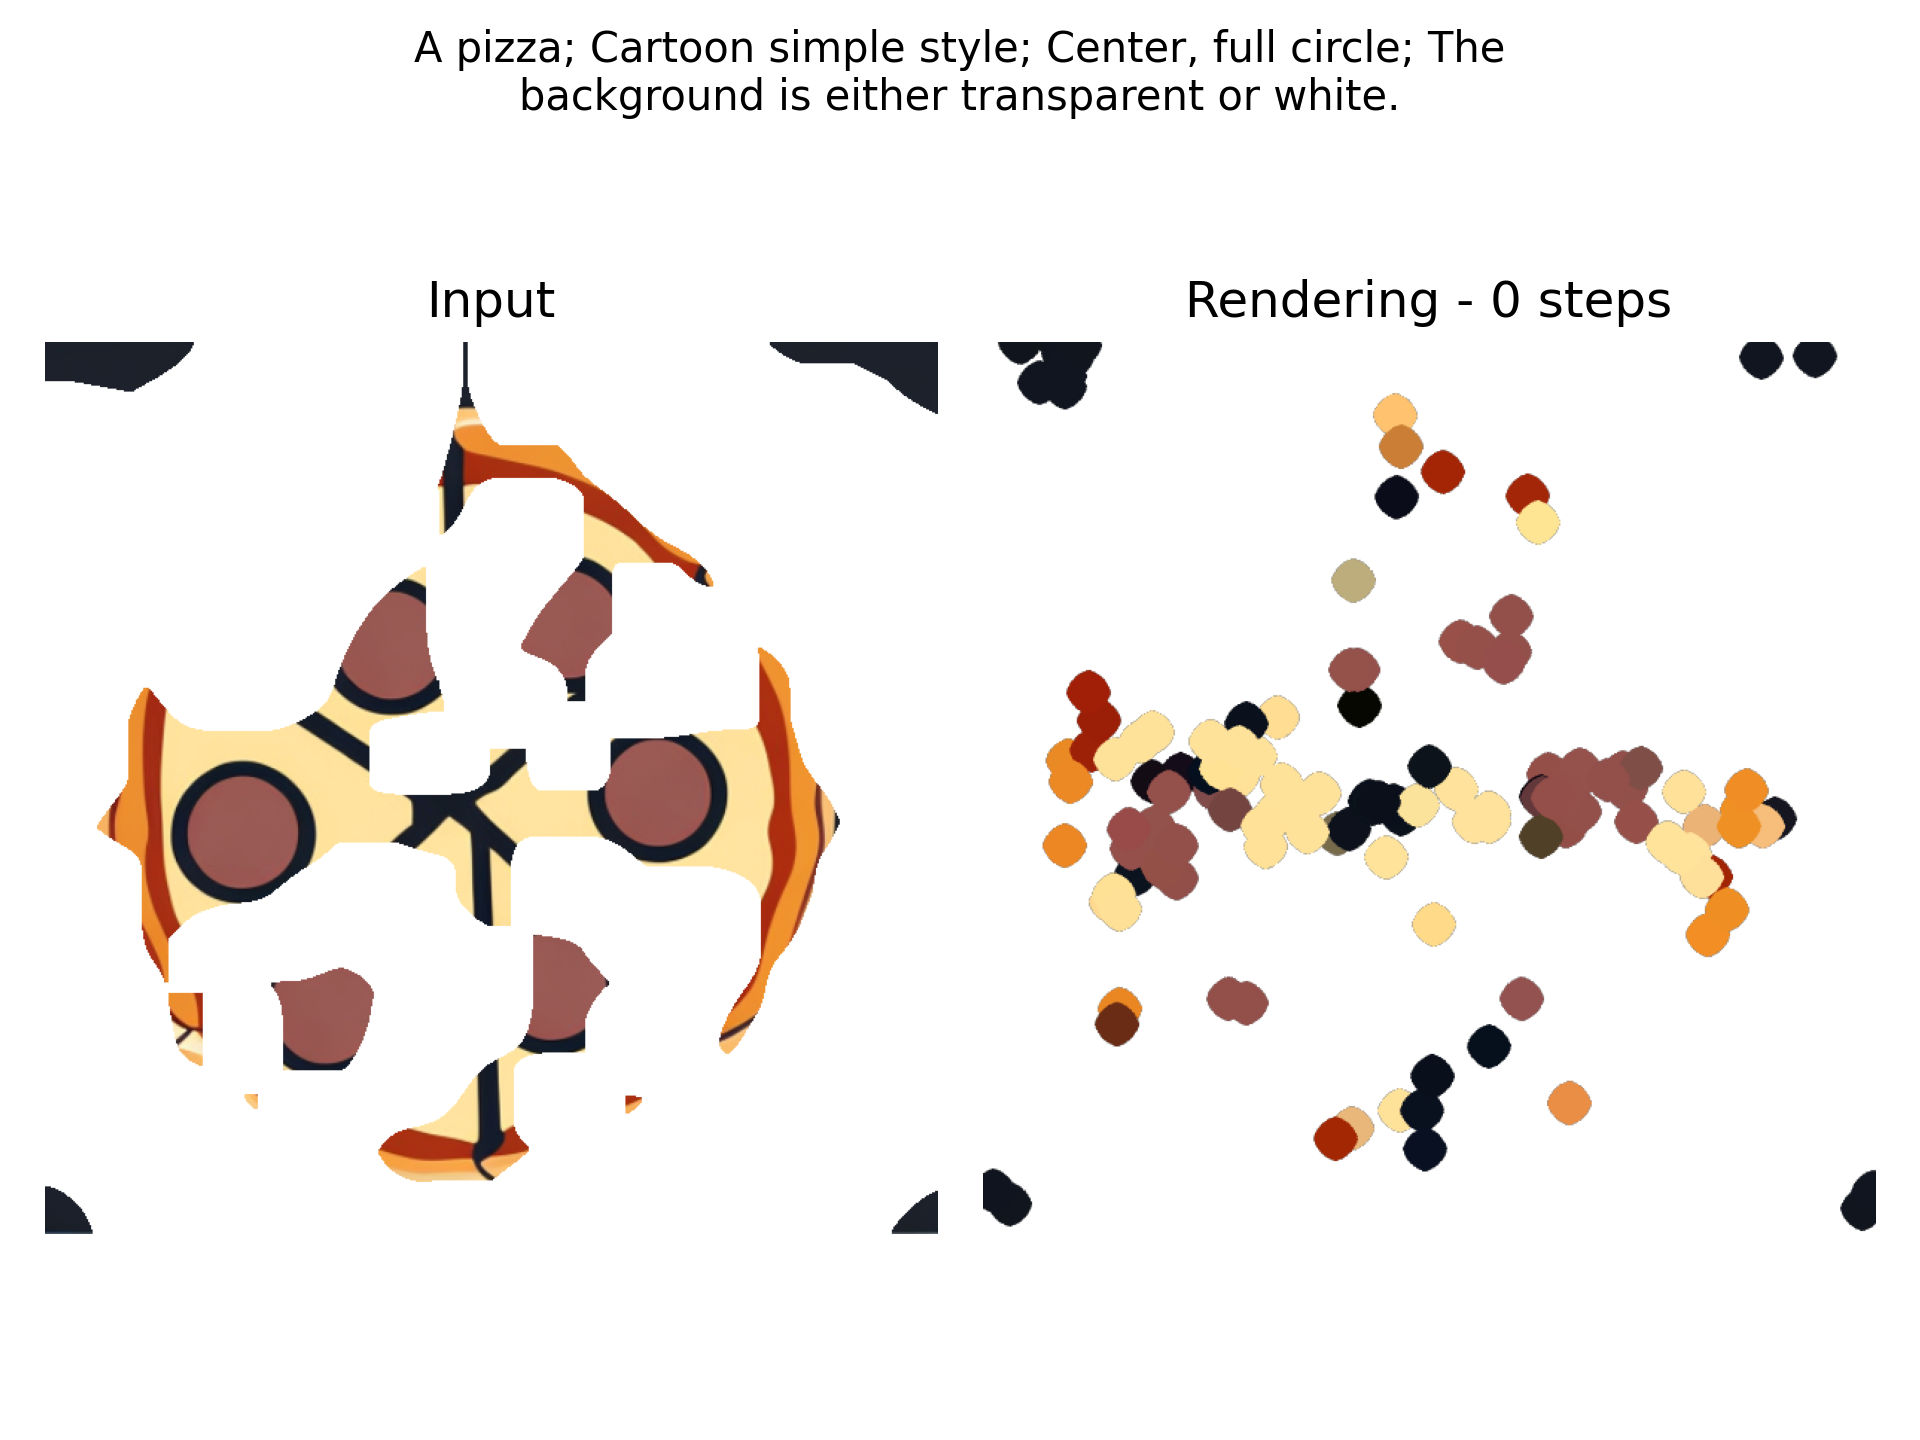 A pizza; Cartoon simple style; Center, full circle; The
background is either transparent or white.
Input
Rendering - 0 steps